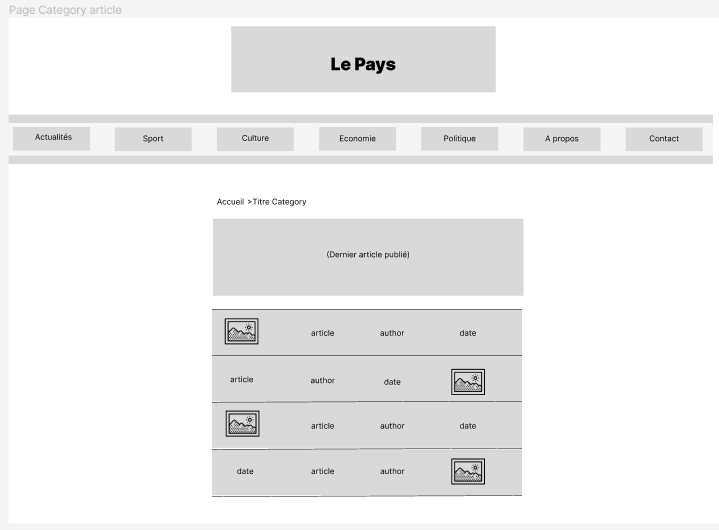 Page Category article
Le Pays
Actualités Sport Culture Economie Politique A propos Contact
Accueil >Titre Category
(Dernier article publié)
article author date
article author date
article author date
date article author